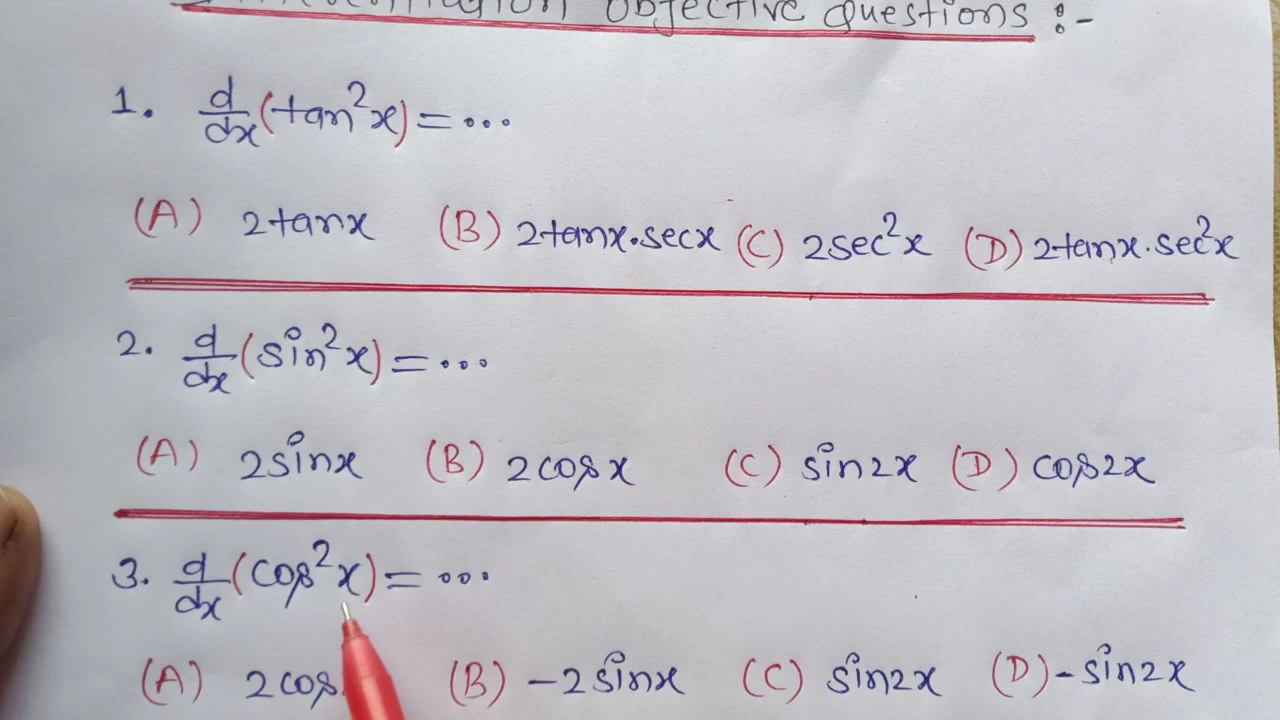 Differentiation Objective Questions :-
1. d/dx (tan²x) = ...
(A) 2tanx (B) 2tanx.secx (C) 2sec²x (D) 2tanx.sec²x
2. d/dx (sin²x) = ...
(A) 2sinx (B) 2cosx (C) sin2x (D) cos2x
3. d/dx (cos²x) = ...
(A) 2cos (B) -2sinx (C) sin2x (D) -sin2x